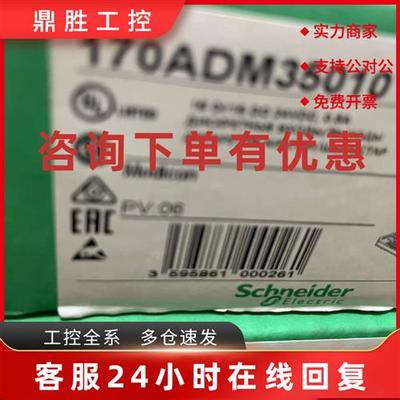 鼎胜工控
实力商家
支持公对公
免费开票
170ADM35010
咨询下单有优惠
Modicon
EAC
PV:06
3 595861 000261
Schneider
Electric
工控全系 多仓速发
客服24小时在线回复